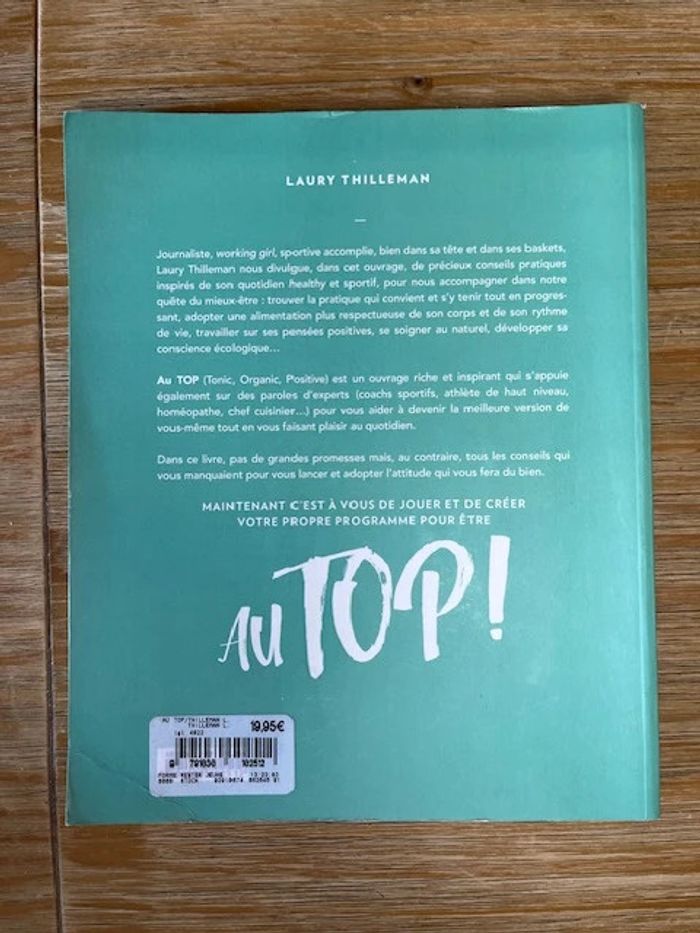 LAURY THILLEMAN
Journaliste, working girl, sportive accomplie, bien dans sa tête et dans ses baskets,
Laury Thilleman nous divulgue, dans cet ouvrage, de précieux conseils pratiques
inspirés de son quotidien healthy et sportif, pour nous accompagner dans notre
quête du mieux-être : trouver la pratique qui convient et s'y tenir tout en progres-
sant, adopter une alimentation plus respectueuse de son corps et de son rythme
de vie, travailler sur ses pensées positives, se soigner au naturel, développer sa
conscience écologique...
Au TOP (Tonic, Organic, Positive) est un ouvrage riche et inspirant qui s'appuie
également sur des paroles d'experts (coachs sportifs, athlète de haut niveau,
homéopathe, chef cuisinier...) pour vous aider à devenir la meilleure version de
vous-même tout en vous faisant plaisir au quotidien.
Dans ce livre, pas de grandes promesses mais, au contraire, tous les conseils qui
vous manquaient pour vous lancer et adopter l'attitude qui vous fera du bien.
MAINTENANT C'EST À VOUS DE JOUER ET DE CRÉER
VOTRE PROPRE PROGRAMME POUR ÊTRE
AU TOP!
AU TOP/THILLEMAN L. 19,95€
THILLEMAN L.
9 791036 102512
FORME RESTER JEUNE